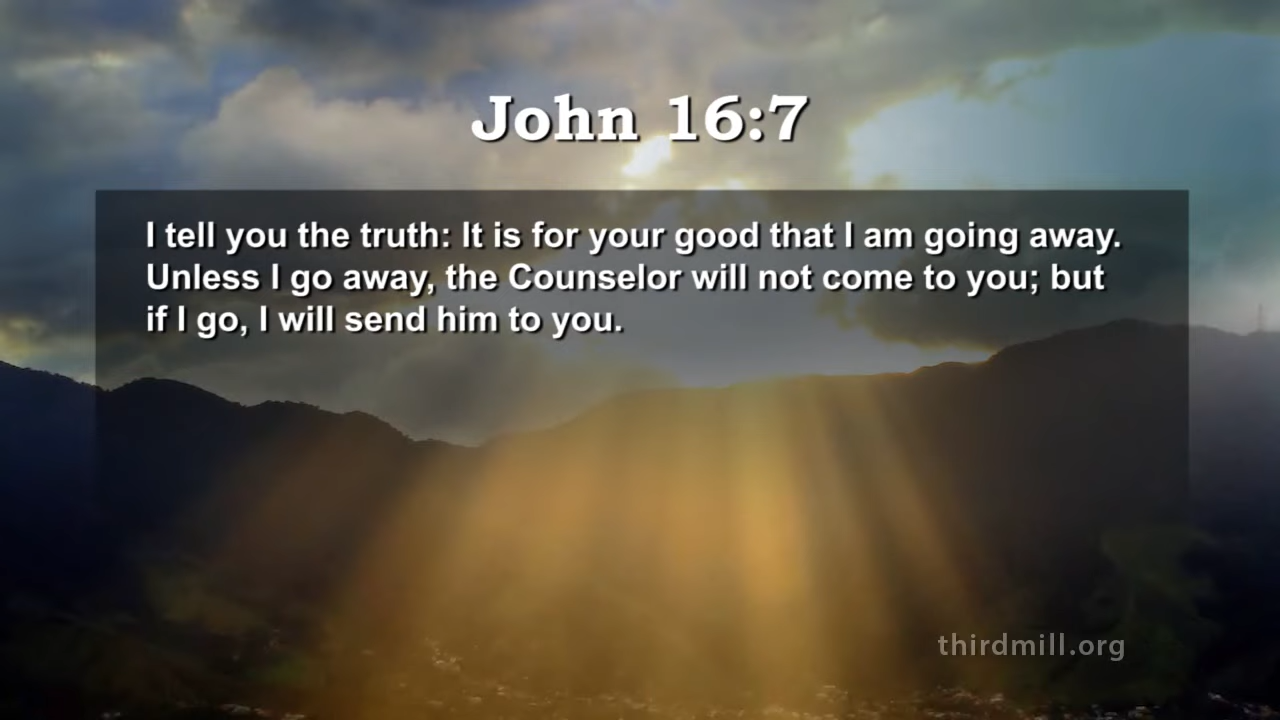 John 16:7
I tell you the truth: It is for your good that I am going away.
Unless I go away, the Counselor will not come to you; but
if I go, I will send him to you.
thirdmill.org